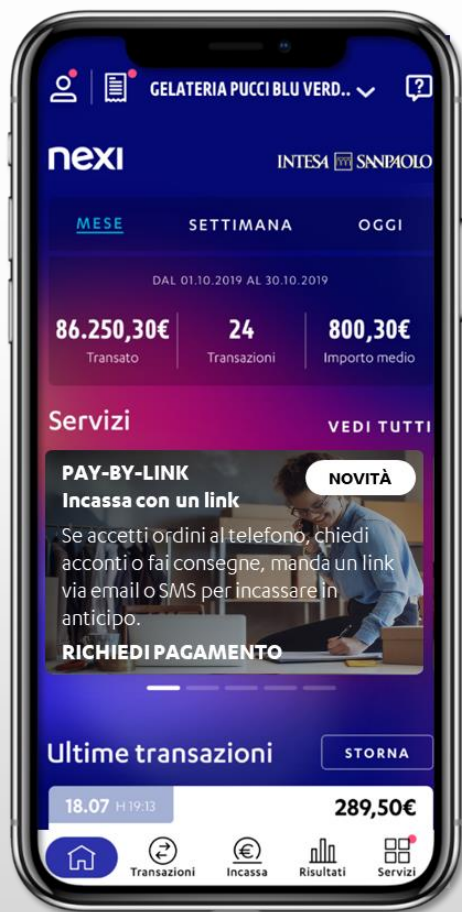 GELATERIA PUCCI BLU VERD..
nexi
INTESA SANPAOLO
MESE SETTIMANA OGGI
DAL 01.10.2019 AL 30.10.2019
86.250,30€ 24 800,30€
Transato Transazioni Importo medio
Servizi VEDI TUTTI
PAY-BY-LINK NOVITÀ
Incassa con un link
Se accetti ordini al telefono, chiedi
acconti o fai consegne, manda un link
via email o SMS per incassare in
anticipo.
RICHIEDI PAGAMENTO
Ultime transazioni STORNA
18.07 H 19:13 289,50€
Transazioni Incassa Risultati Servizi